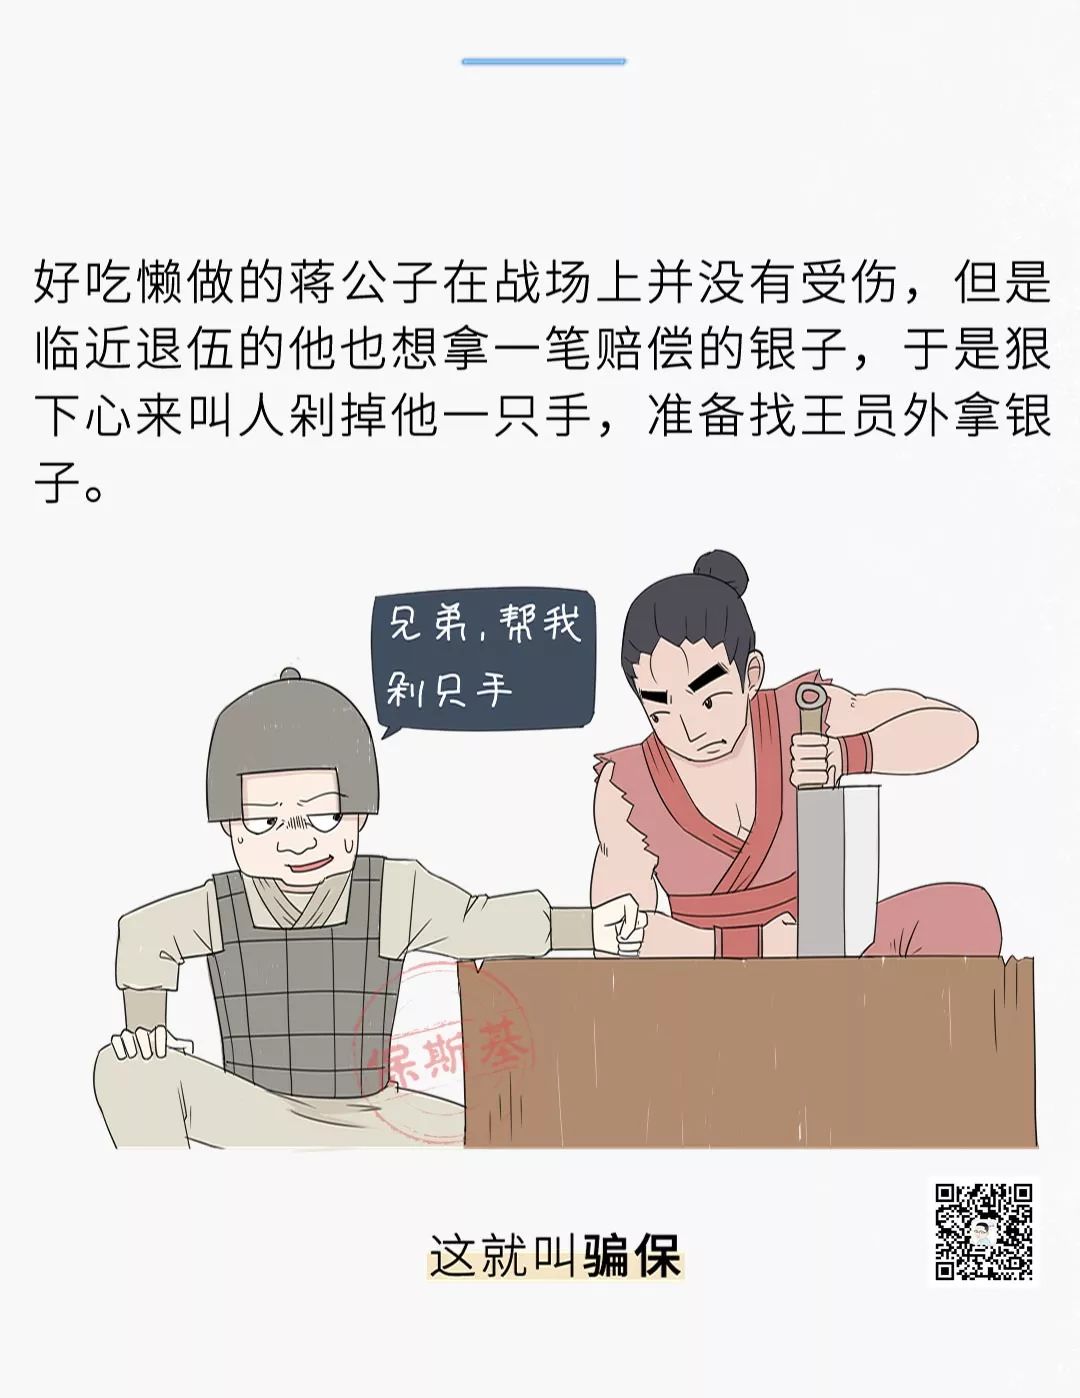 好吃懒做的蒋公子在战场上并没有受伤，但是
临近退伍的他也想拿一笔赔偿的银子，于是狠
下心来叫人剁掉他一只手，准备找王员外拿银
子。
兄弟，帮我
剁只手
保斯基
这就叫骗保